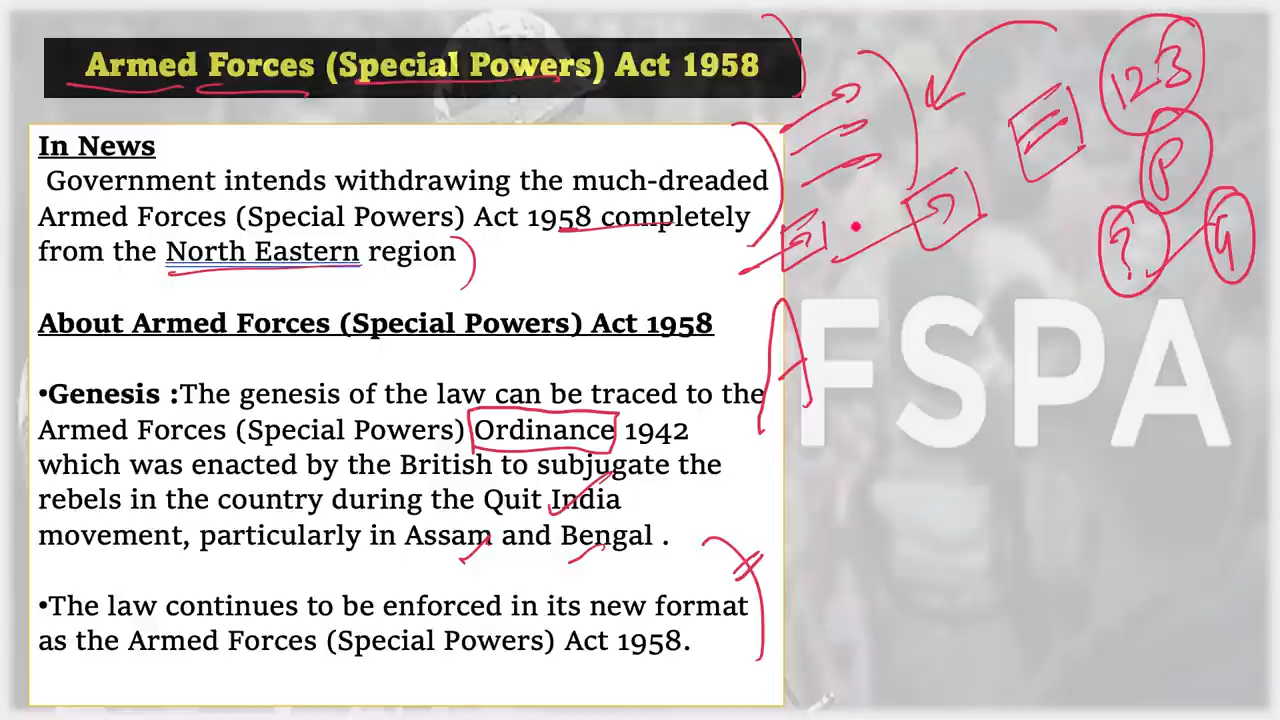 Armed Forces (Special Powers) Act 1958
In News
Government intends withdrawing the much-dreaded
Armed Forces (Special Powers) Act 1958 completely
from the North Eastern region
About Armed Forces (Special Powers) Act 1958
•Genesis :The genesis of the law can be traced to the
Armed Forces (Special Powers) Ordinance 1942
which was enacted by the British to subjugate the
rebels in the country during the Quit India
movement, particularly in Assam and Bengal .
•The law continues to be enforced in its new format
as the Armed Forces (Special Powers) Act 1958.
123
P
?
G
AFSPA